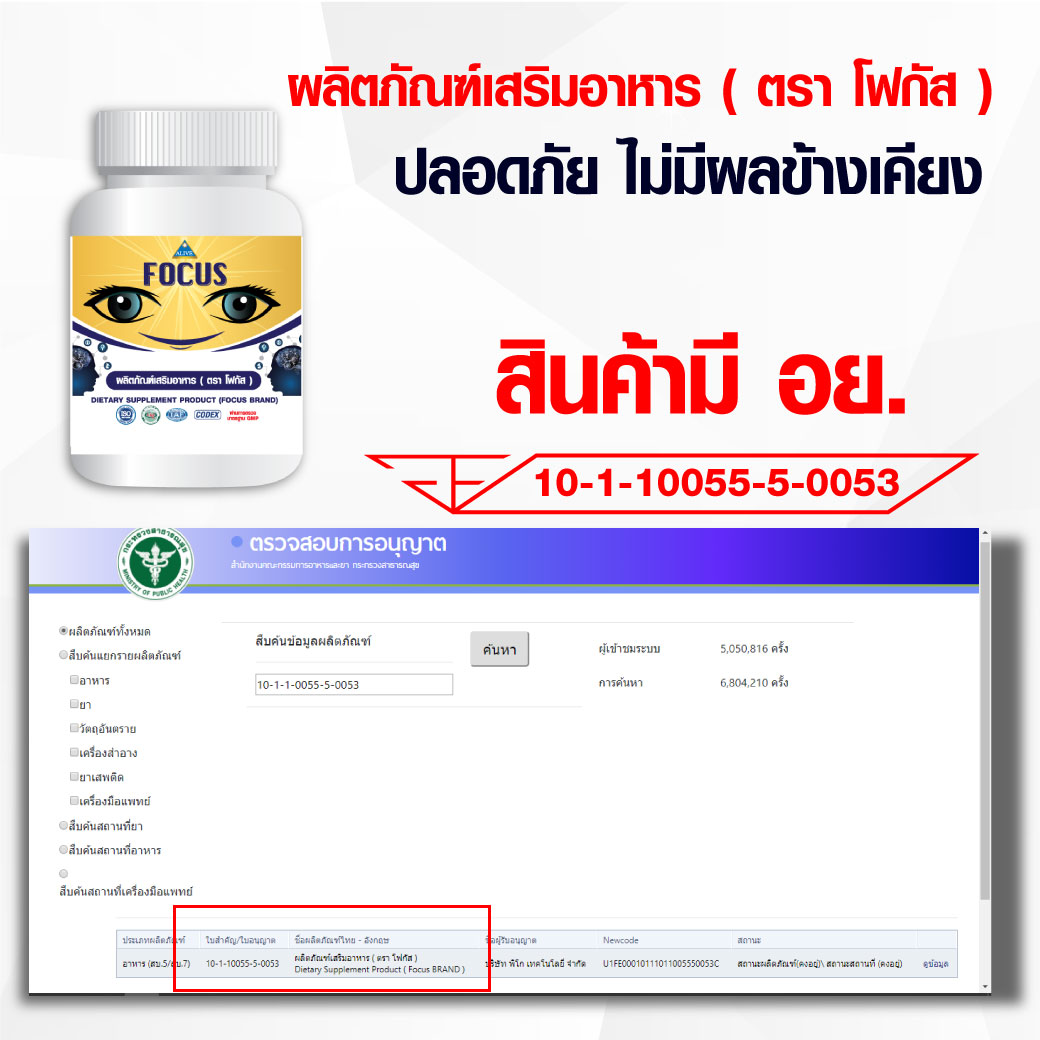 ผลิตภัณฑ์เสริมอาหาร ( ตรา โฟกัส )
ปลอดภัย ไม่มีผลข้างเคียง
ALIVE
FOCUS
ผลิตภัณฑ์เสริมอาหาร ( ตรา โฟกัส )
DIETARY SUPPLEMENT PRODUCT (FOCUS BRAND)
ISO
IAF
CODEX
สินค้ามี อย.
10-1-10055-5-0053
กระทรวงสาธารณสุข
MINISTRY OF PUBLIC HEALTH
ตรวจสอบการอนุญาต
สำนักงานคณะกรรมการอาหารและยา กระทรวงสาธารณสุข
ผลิตภัณฑ์ทั้งหมด
สืบค้นแยกรายผลิตภัณฑ์
อาหาร
ยา
วัตถุอันตราย
เครื่องสำอาง
ยาเสพติด
เครื่องมือแพทย์
สืบค้นสถานที่ยา
สืบค้นสถานที่อาหาร
สืบค้นสถานที่เครื่องมือแพทย์
สืบค้นข้อมูลผลิตภัณฑ์
10-1-1-0055-5-0053
ค้นหา
ผู้เข้าชมระบบ 5,050,816 ครั้ง
การค้นหา 6,804,210 ครั้ง
ประเภทผลิตภัณฑ์ ใบสำคัญ/ใบอนุญาต ชื่อผลิตภัณฑ์ไทย - อังกฤษ ชื่อผู้รับอนุญาต Newcode สถานะ
อาหาร (สบ.5/สบ.7) 10-1-10055-5-0053 ผลิตภัณฑ์เสริมอาหาร ( ตรา โฟกัส ) บริษัท พิโก เทคโนโลยี จำกัด U1FE00010111011005550053C สถานะผลิตภัณฑ์(คงอยู่)\ สถานะสถานที่ (คงอยู่) ดูข้อมูล
Dietary Supplement Product ( Focus BRAND )